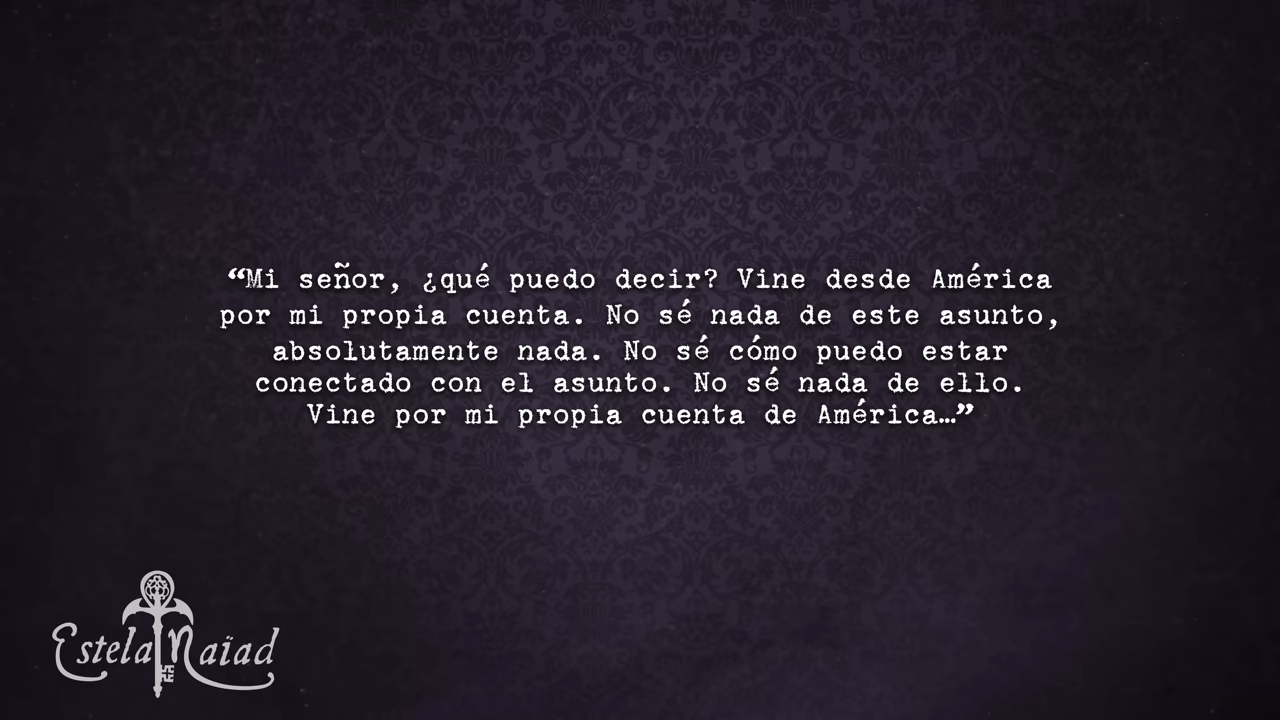 “Mi señor, ¿qué puedo decir? Vine desde América
por mi propia cuenta. No sé nada de este asunto,
absolutamente nada. No sé cómo puedo estar
conectado con el asunto. No sé nada de ello.
Vine por mi propia cuenta de América…”
Estela Naïad